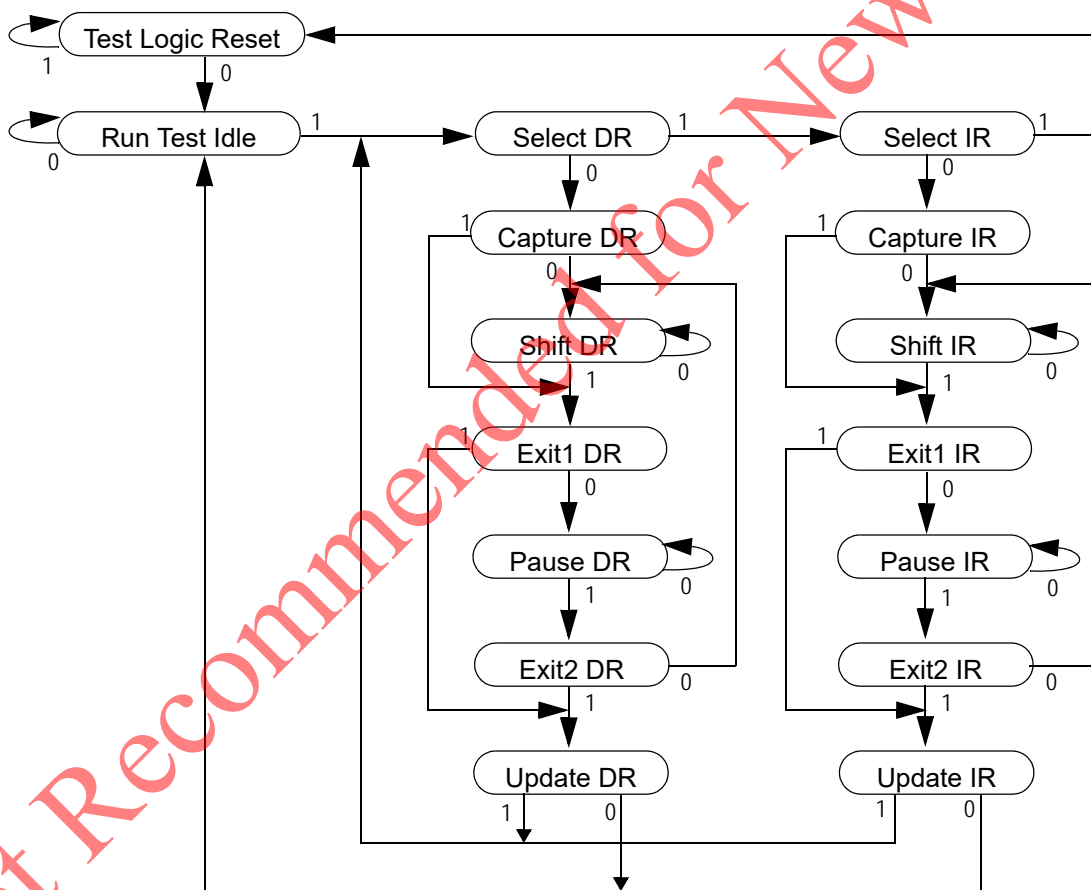 Test Logic Reset
1
0
Run Test Idle
0
1
Select DR
1
0
Select IR
1
0
Capture DR
1
0
Capture IR
1
0
Shift DR
0
1
Shift IR
0
1
Exit1 DR
1
0
Exit1 IR
1
0
Pause DR
0
1
Pause IR
0
1
Exit2 DR
0
1
Exit2 IR
0
1
Update DR
1
0
Update IR
1
0
Recommended for New